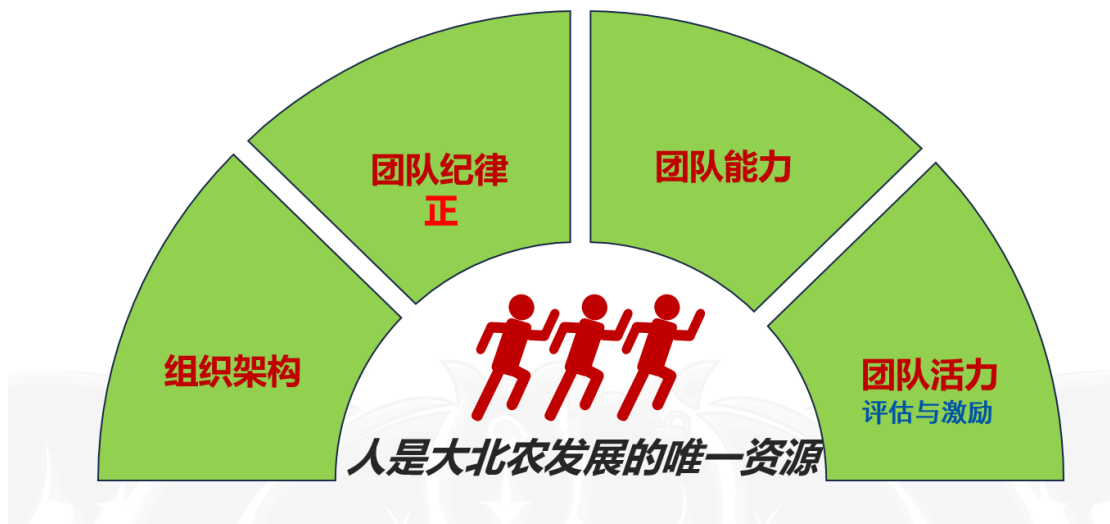 组织架构
团队纪律
正
团队能力
团队活力
评估与激励
人是大北农发展的唯一资源